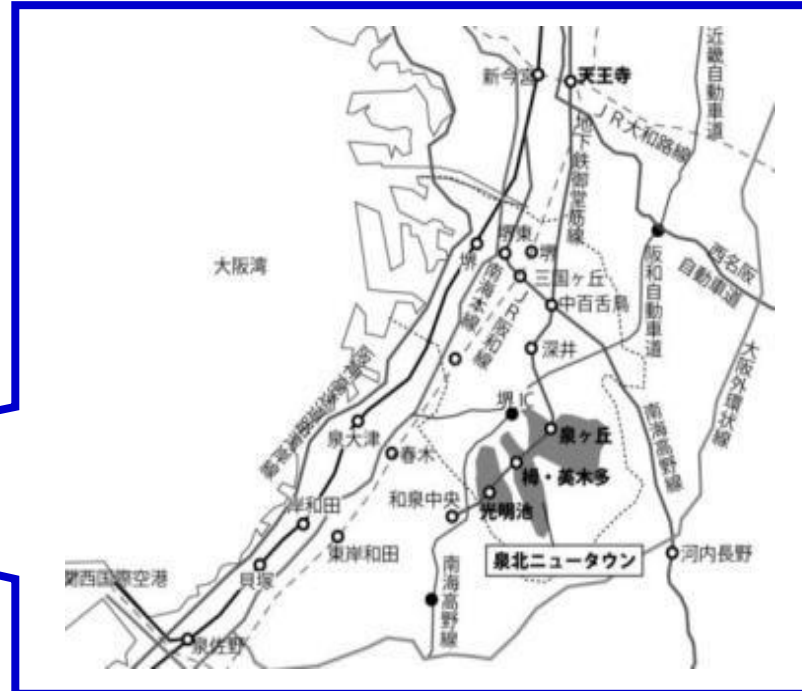 新今宮
天王寺
近畿自動車道
JR大和路線
地下鉄御堂筋線
大阪湾
堺
堺東
堺
三国ヶ丘
中百舌鳥
阪和自動車道
西名阪
自動車道
南海本線
JR阪和線
深井
大阪外環状線
南海高野線
堺IC
泉ヶ丘
泉大津
春木
栂・美木多
和泉中央
光明池
岸和田
東岸和田
泉北ニュータウン
河内長野
関西国際空港
貝塚
南海高野線
泉佐野